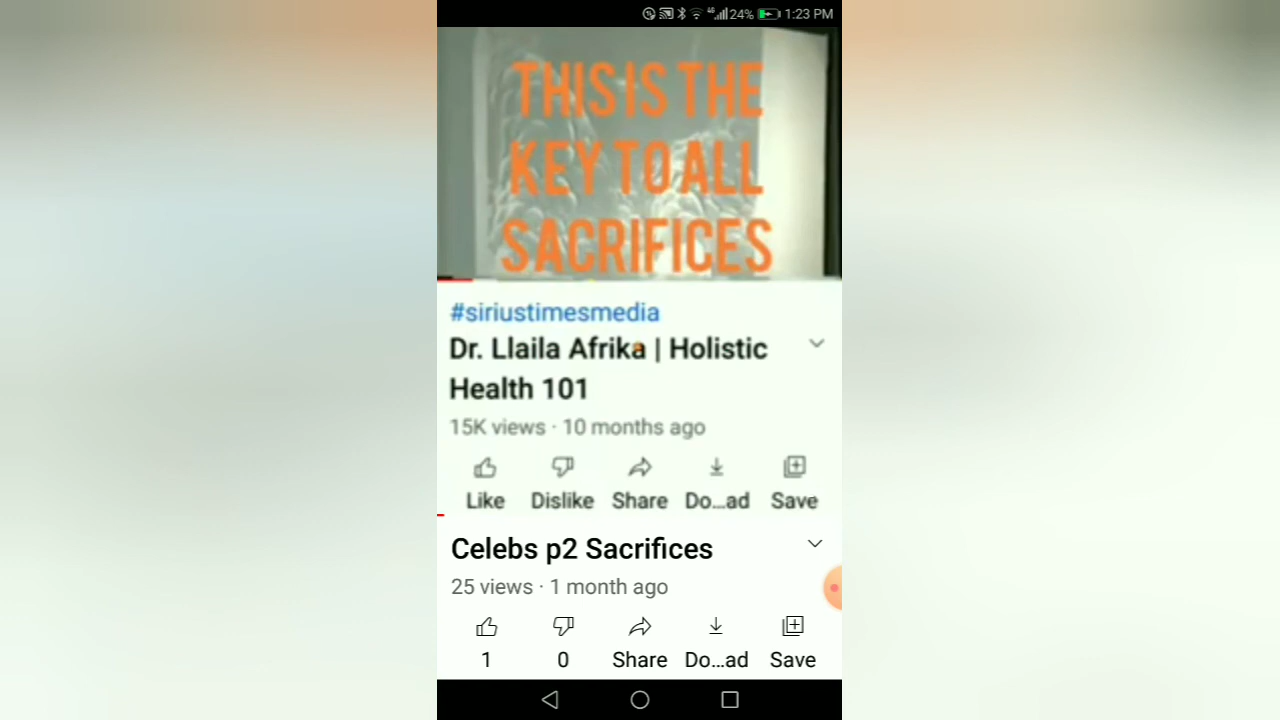 4G 24% 1:23 PM
THIS IS THE
KEY TO ALL
SACRIFICES
#siriustimesmedia
Dr. Llaila Afrika | Holistic
Health 101
15K views · 10 months ago
Like Dislike Share Do...ad Save
Celebs p2 Sacrifices
25 views · 1 month ago
1 0 Share Do...ad Save